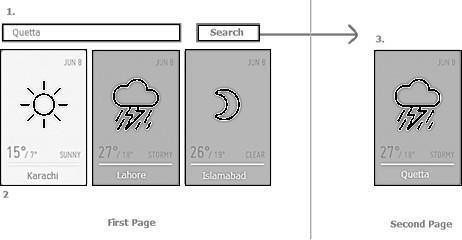 1.
Quetta
Search
3.
JUN 8
15°/7° SUNNY
Karachi
JUN 8
27°/18° STORMY
Lahore
JUN 8
26°/19° CLEAR
Islamabad
JUN 8
27°/18° STORMY
Quetta
2
First Page
Second Page